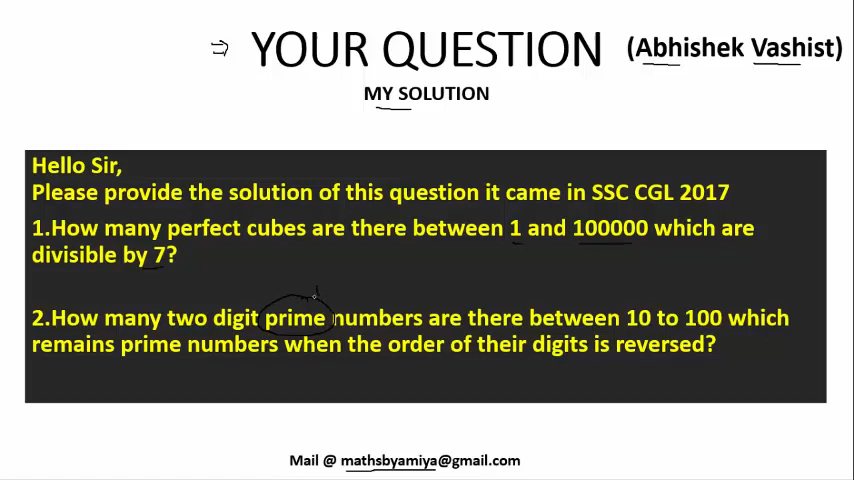 ⇒ YOUR QUESTION (Abhishek Vashist)
MY SOLUTION
Hello Sir,
Please provide the solution of this question it came in SSC CGL 2017
1.How many perfect cubes are there between 1 and 100000 which are
divisible by 7?
2.How many two digit prime numbers are there between 10 to 100 which
remains prime numbers when the order of their digits is reversed?
Mail @ mathsbyamiya@gmail.com